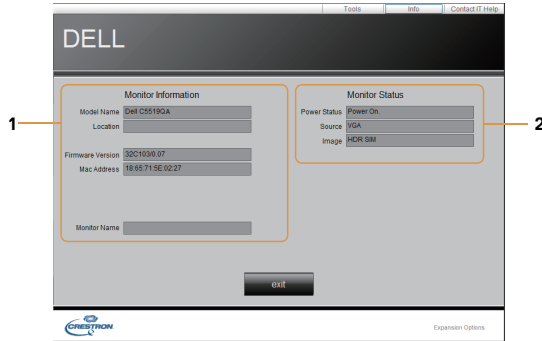 Tools Info Contact IT Help
DELL
Monitor Information
Model Name Dell C5519QA
Location
Firmware Version 32C103/0.07
Mac Address 18:65:71:5E:02:27
Monitor Name
1
Monitor Status
Power Status Power On.
Source VGA
Image HDR SIM
2
exit
CRESTRON
Expansion Options